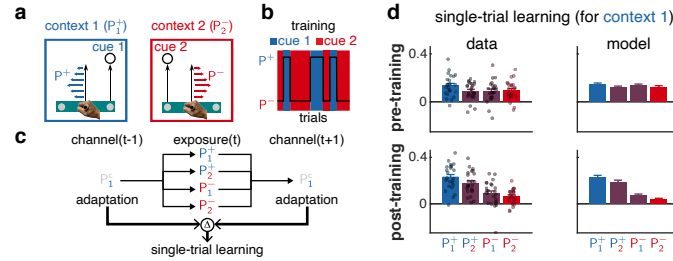 a
context 1 (P₁⁺)
cue 1
P⁺
context 2 (P₂⁻)
cue 2
P⁻
b
training
cue 1 cue 2
P⁺
P⁻
trials
c
channel(t-1) exposure(t) channel(t+1)
P₁ᶜ
P₁⁺
P₂⁺
P₁⁻
P₂⁻
P₁ᶜ
adaptation adaptation
Δ
single-trial learning
d
single-trial learning (for context 1)
data model
pre-training
0.4
0
post-training
0.4
0
P₁⁺ P₂⁺ P₁⁻ P₂⁻
P₁⁺ P₂⁺ P₁⁻ P₂⁻